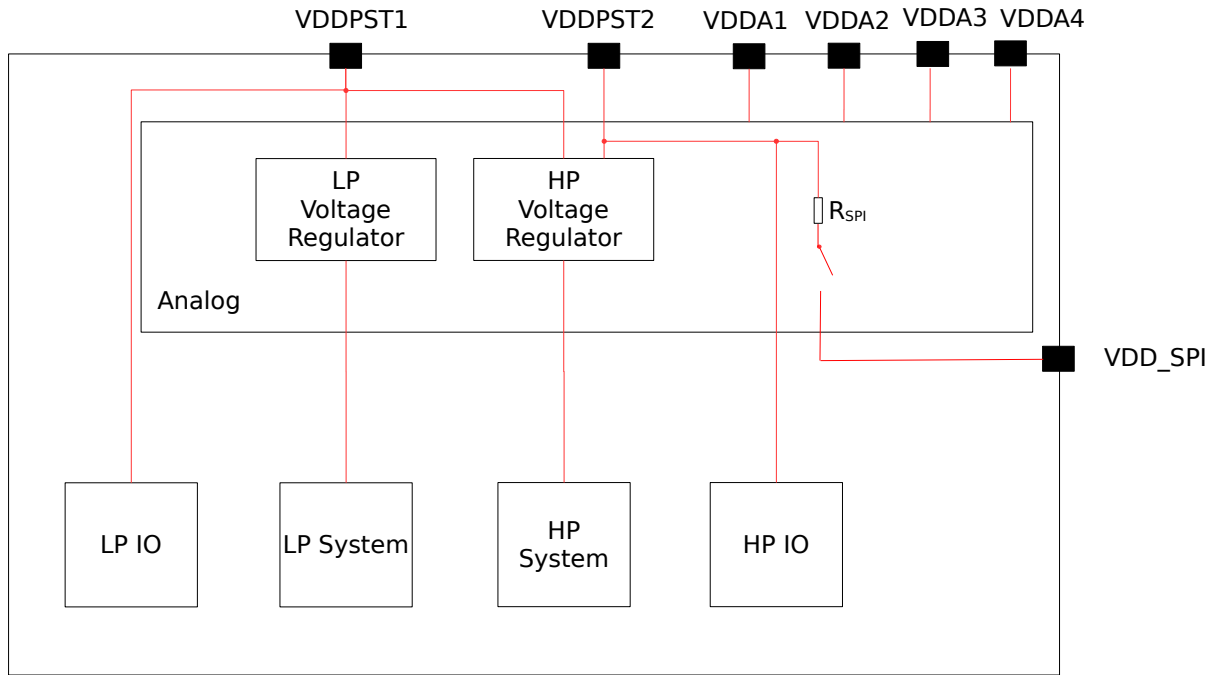 VDDPST1
VDDPST2
VDDA1
VDDA2
VDDA3
VDDA4
LP
Voltage
Regulator
HP
Voltage
Regulator
RSPI
Analog
VDD_SPI
LP IO
LP System
HP
System
HP IO